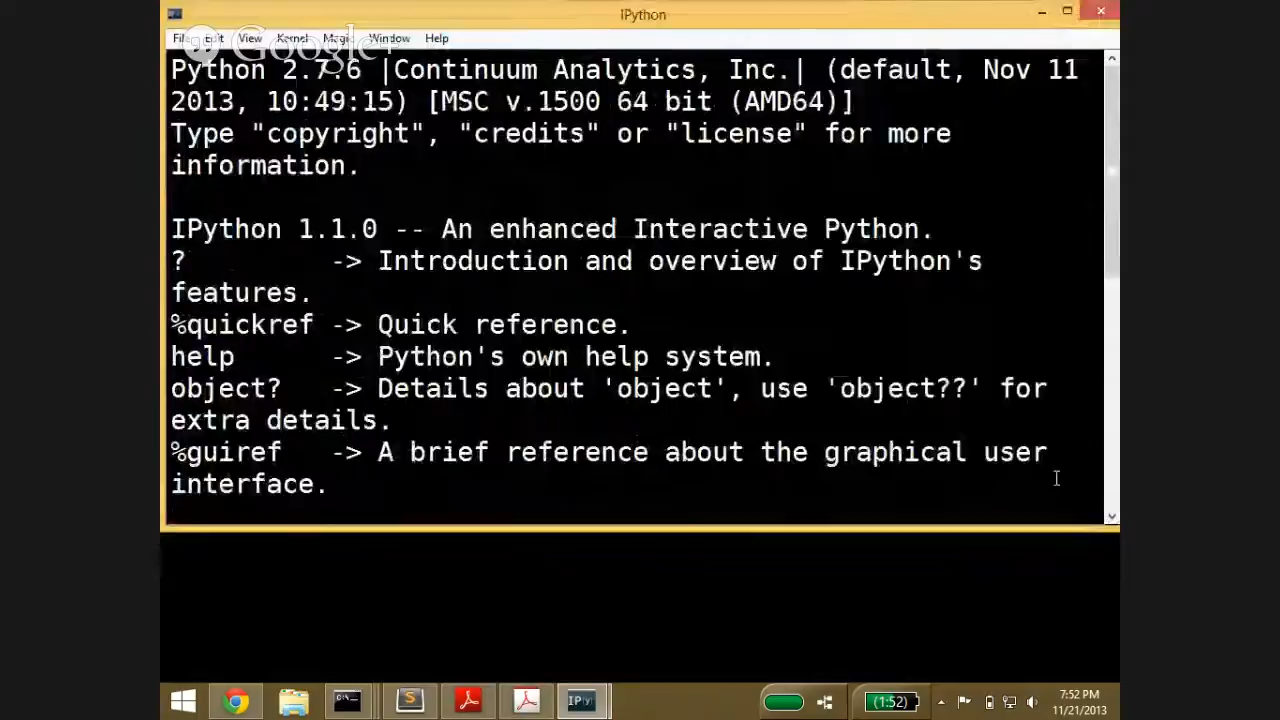 IPython
File Edit View Kernel Magic Window Help
Google+
Python 2.7.6 |Continuum Analytics, Inc.| (default, Nov 11
2013, 10:49:15) [MSC v.1500 64 bit (AMD64)]
Type "copyright", "credits" or "license" for more
information.
IPython 1.1.0 -- An enhanced Interactive Python.
? -> Introduction and overview of IPython's
features.
%quickref -> Quick reference.
help -> Python's own help system.
object? -> Details about 'object', use 'object??' for
extra details.
%guiref -> A brief reference about the graphical user
interface.
C:\_
S
IP[y]:
(1:52)
7:52 PM
11/21/2013